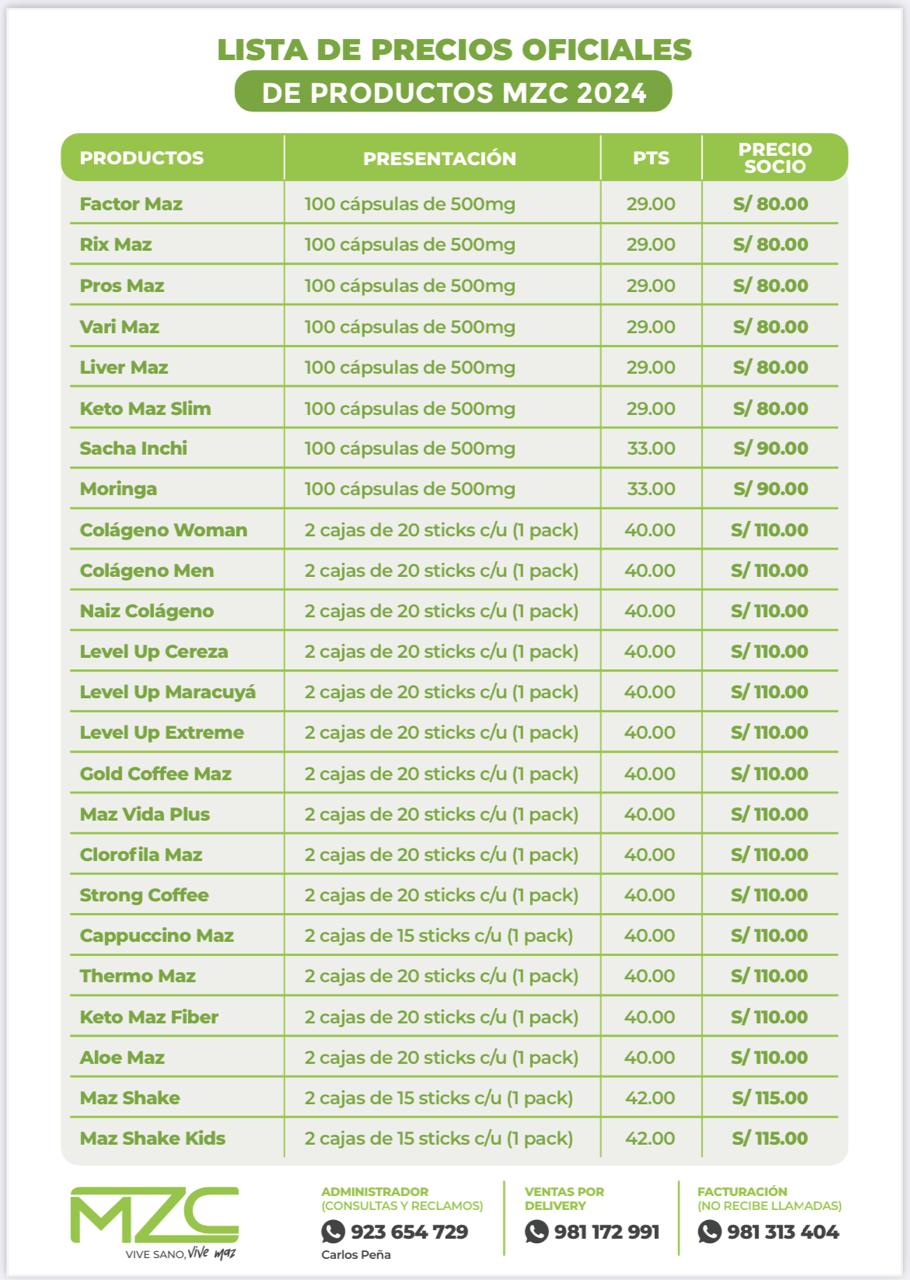 LISTA DE PRECIOS OFICIALES
DE PRODUCTOS MZC 2024
PRODUCTOS PRESENTACIÓN PTS PRECIO SOCIO
Factor Maz 100 cápsulas de 500mg 29.00 S/ 80.00
Rix Maz 100 cápsulas de 500mg 29.00 S/ 80.00
Pros Maz 100 cápsulas de 500mg 29.00 S/ 80.00
Vari Maz 100 cápsulas de 500mg 29.00 S/ 80.00
Liver Maz 100 cápsulas de 500mg 29.00 S/ 80.00
Keto Maz Slim 100 cápsulas de 500mg 29.00 S/ 80.00
Sacha Inchi 100 cápsulas de 500mg 33.00 S/ 90.00
Moringa 100 cápsulas de 500mg 33.00 S/ 90.00
Colágeno Woman 2 cajas de 20 sticks c/u (1 pack) 40.00 S/ 110.00
Colágeno Men 2 cajas de 20 sticks c/u (1 pack) 40.00 S/ 110.00
Naiz Colágeno 2 cajas de 20 sticks c/u (1 pack) 40.00 S/ 110.00
Level Up Cereza 2 cajas de 20 sticks c/u (1 pack) 40.00 S/ 110.00
Level Up Maracuyá 2 cajas de 20 sticks c/u (1 pack) 40.00 S/ 110.00
Level Up Extreme 2 cajas de 20 sticks c/u (1 pack) 40.00 S/ 110.00
Gold Coffee Maz 2 cajas de 20 sticks c/u (1 pack) 40.00 S/ 110.00
Maz Vida Plus 2 cajas de 20 sticks c/u (1 pack) 40.00 S/ 110.00
Clorofila Maz 2 cajas de 20 sticks c/u (1 pack) 40.00 S/ 110.00
Strong Coffee 2 cajas de 20 sticks c/u (1 pack) 40.00 S/ 110.00
Cappuccino Maz 2 cajas de 15 sticks c/u (1 pack) 40.00 S/ 110.00
Thermo Maz 2 cajas de 20 sticks c/u (1 pack) 40.00 S/ 110.00
Keto Maz Fiber 2 cajas de 20 sticks c/u (1 pack) 40.00 S/ 110.00
Aloe Maz 2 cajas de 20 sticks c/u (1 pack) 40.00 S/ 110.00
Maz Shake 2 cajas de 15 sticks c/u (1 pack) 42.00 S/ 115.00
Maz Shake Kids 2 cajas de 15 sticks c/u (1 pack) 42.00 S/ 115.00
MZC
VIVE SANO, Vive maz
ADMINISTRADOR
(CONSULTAS Y RECLAMOS)
923 654 729
Carlos Peña
VENTAS POR
DELIVERY
981 172 991
FACTURACIÓN
(NO RECIBE LLAMADAS)
981 313 404